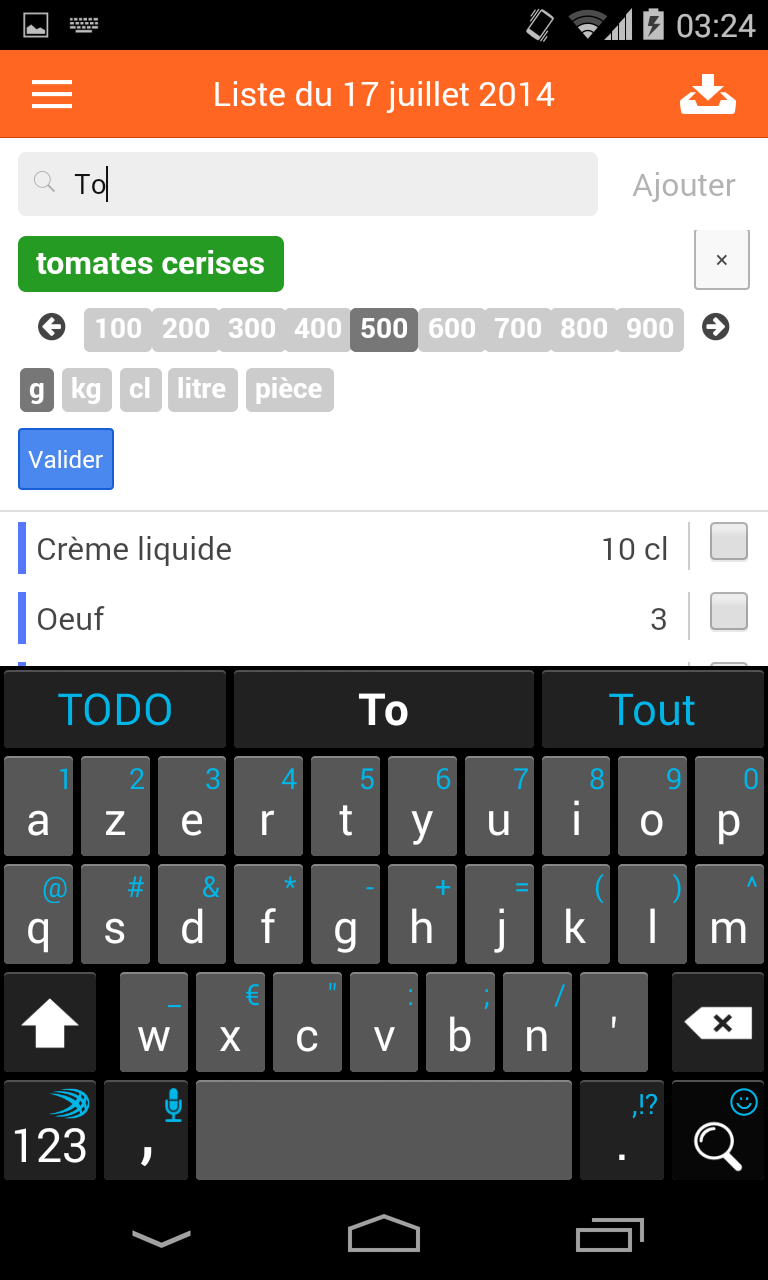 03:24
Liste du 17 juillet 2014
To Ajouter
tomates cerises ×
100 200 300 400 500 600 700 800 900
g kg cl litre pièce
Valider
Crème liquide 10 cl
Oeuf 3
TODO To Tout
1 2 3 4 5 6 7 8 9 0
a z e r t y u i o p
@ # & * - + = ( ) ^
q s d f g h j k l m
_ € " : ; /
w x c v b n '
,!?
123 , .